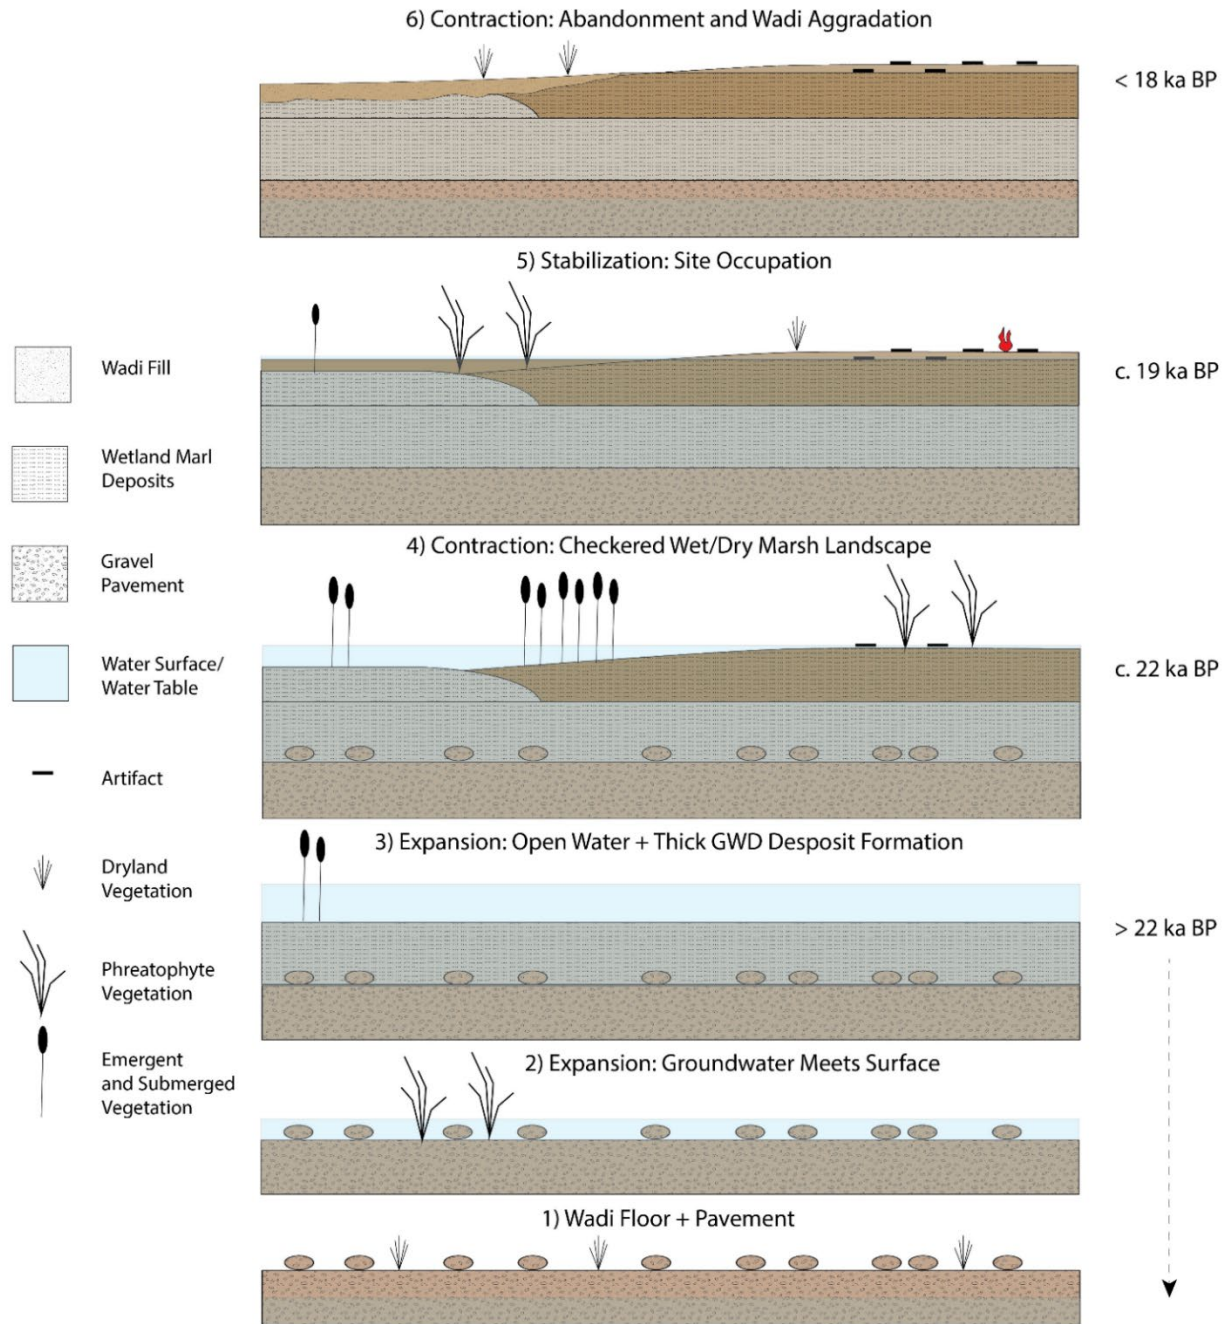 6) Contraction: Abandonment and Wadi Aggradation
< 18 ka BP
5) Stabilization: Site Occupation
c. 19 ka BP
4) Contraction: Checkered Wet/Dry Marsh Landscape
c. 22 ka BP
3) Expansion: Open Water + Thick GWD Desposit Formation
> 22 ka BP
2) Expansion: Groundwater Meets Surface
1) Wadi Floor + Pavement
Wadi Fill
Wetland Marl
Deposits
Gravel
Pavement
Water Surface/
Water Table
Artifact
Dryland
Vegetation
Phreatophyte
Vegetation
Emergent
and Submerged
Vegetation